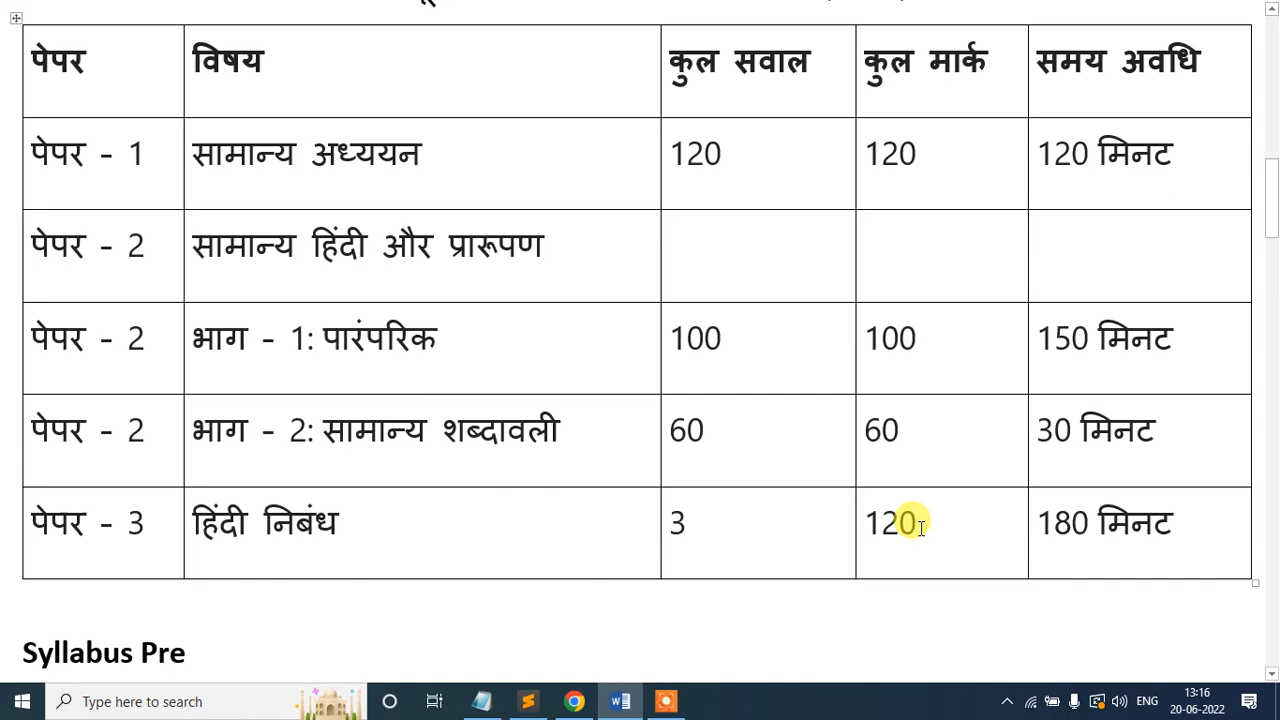 पेपर विषय कुल सवाल कुल मार्क समय अवधि
पेपर - 1 सामान्य अध्ययन 120 120 120 मिनट
पेपर - 2 सामान्य हिंदी और प्रारूपण
पेपर - 2 भाग - 1: पारंपरिक 100 100 150 मिनट
पेपर - 2 भाग - 2: सामान्य शब्दावली 60 60 30 मिनट
पेपर - 3 हिंदी निबंध 3 120 180 मिनट
Syllabus Pre
Type here to search ENG 13:16
20-06-2022